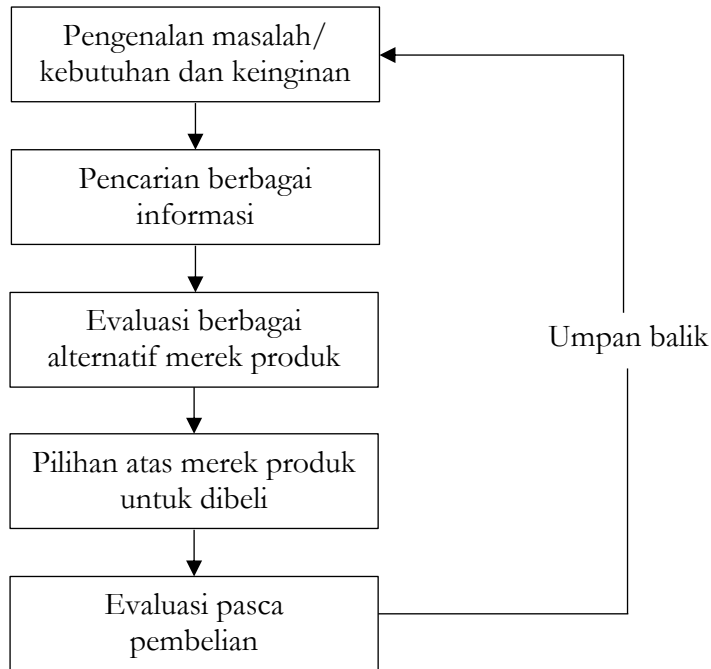 Pengenalan masalah/
kebutuhan dan keinginan
Pencarian berbagai
informasi
Evaluasi berbagai
alternatif merek produk
Umpan balik
Pilihan atas merek produk
untuk dibeli
Evaluasi pasca
pembelian